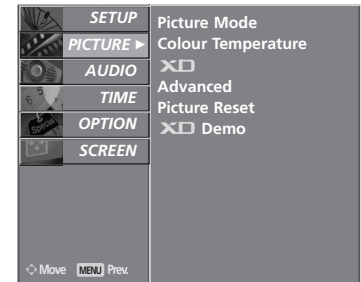 SETUP
PICTURE ►
AUDIO
TIME
OPTION
SCREEN
Move MENU Prev.
Picture Mode
Colour Temperature
XD
Advanced
Picture Reset
XD Demo